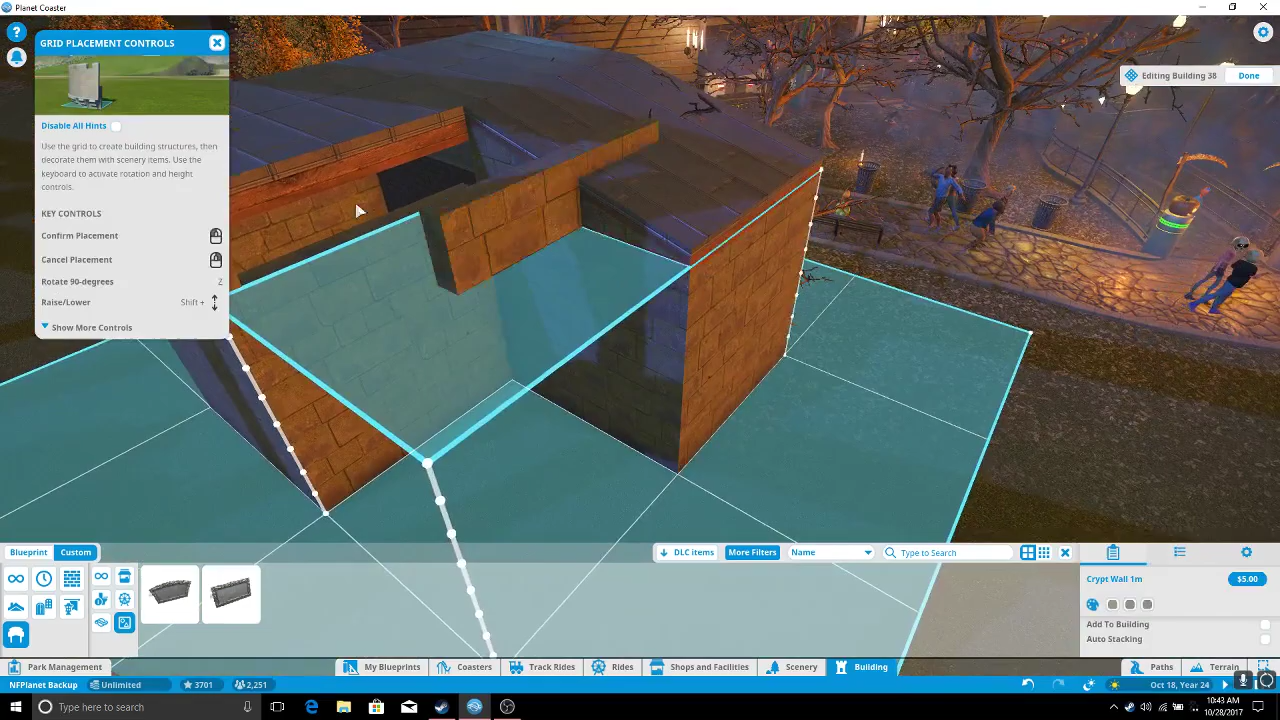 Planet Coaster
GRID PLACEMENT CONTROLS
Disable All Hints
Use the grid to create building structures, then
decorate them with scenery items. Use the
keyboard to activate rotation and height
controls.
KEY CONTROLS
Confirm Placement
Cancel Placement
Rotate 90-degrees Z
Raise/Lower Shift +
Show More Controls
Editing Building 38 Done
Blueprint Custom
DLC items More Filters Name Type to Search
Crypt Wall 1m $5.00
Add To Building
Auto Stacking
Park Management My Blueprints Coasters Track Rides Rides Shops and Facilities Scenery Building Paths Terrain
NFPlanet Backup Unlimited 3701 2,251 Oct 18, Year 24
Type here to search
10:43 AM
10/28/2017